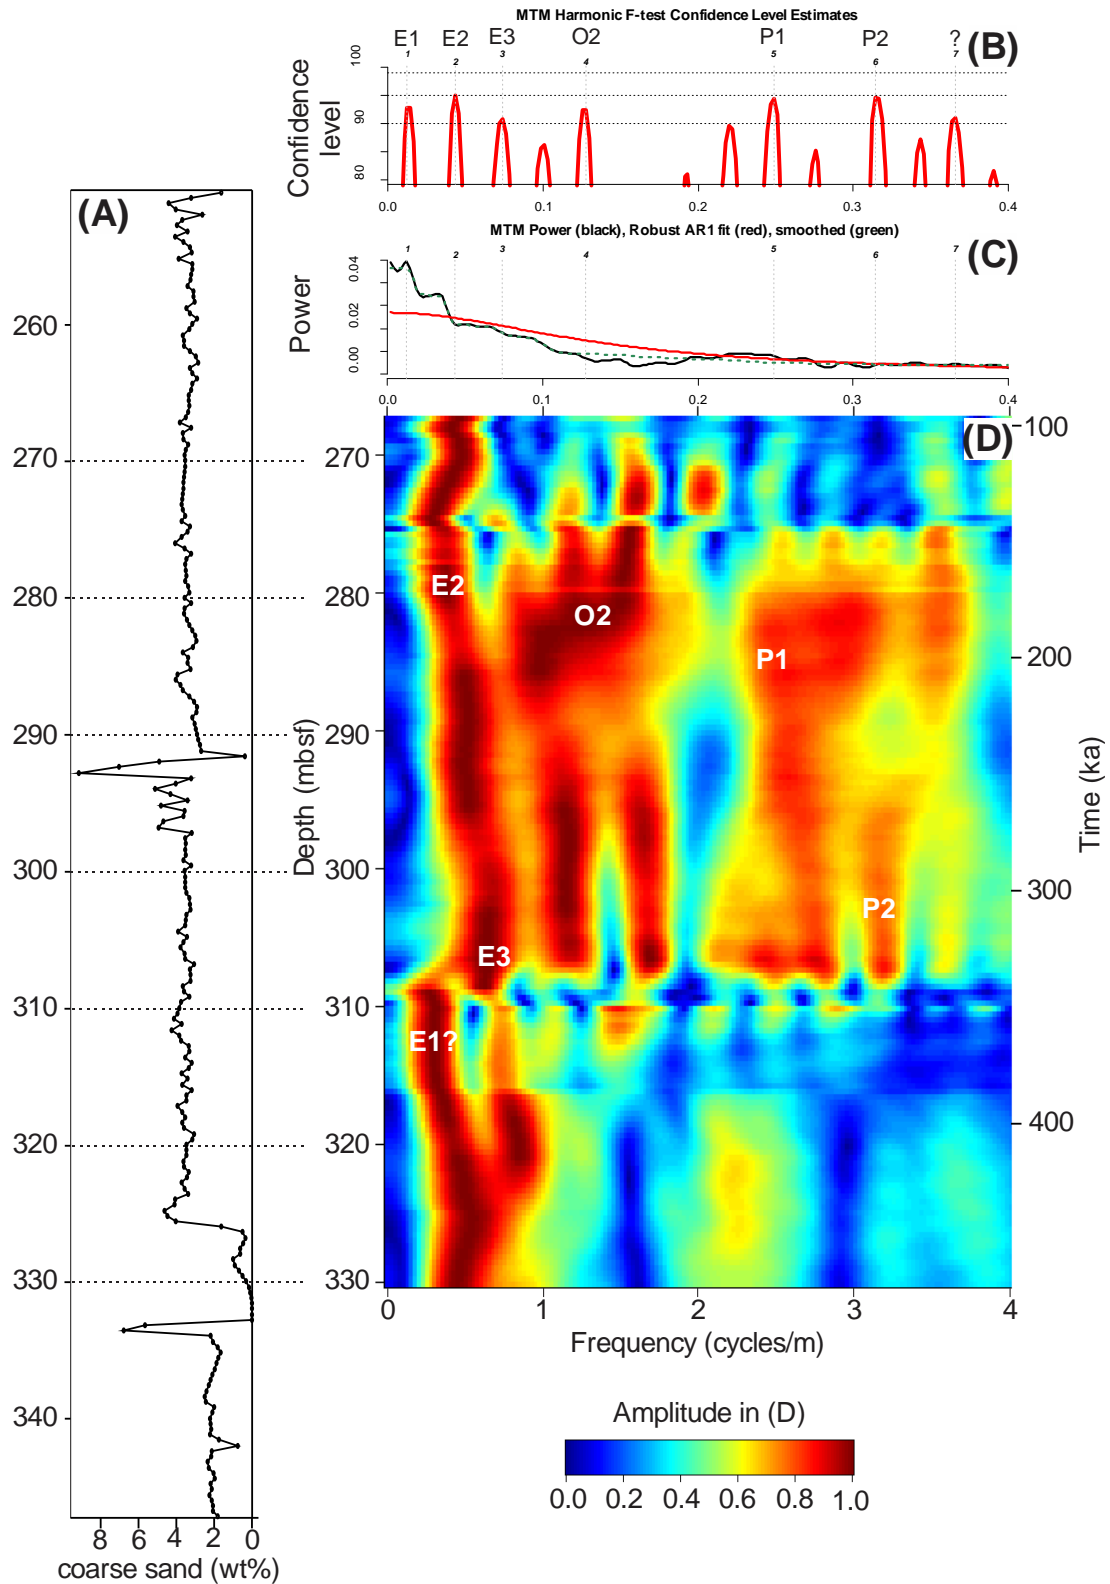 MTM Harmonic F-test Confidence Level Estimates
E1 E2 E3 O2 P1 P2 ?
(B)
1 2 3 4 5 6 7
100
90
80
Confidence
level
0.0 0.1 0.2 0.3 0.4
MTM Power (black), Robust AR1 fit (red), smoothed (green)
1 2 3 4 5 6 7
(C)
0.04
0.02
0.00
Power
0.0 0.1 0.2 0.3 0.4
(A)
260
270
280
290
300
310
320
330
340
8 6 4 2 0
coarse sand (wt%)
(D)
270
280
290
300
310
320
330
Depth (mbsf)
E2
O2
P1
P2
E3
E1?
100
200
300
400
Time (ka)
0 1 2 3 4
Frequency (cycles/m)
Amplitude in (D)
0.0 0.2 0.4 0.6 0.8 1.0